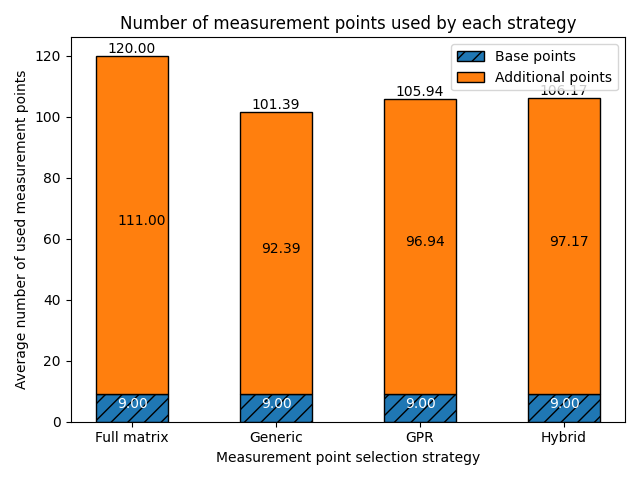 Number of measurement points used by each strategy
Base points
Additional points
120.00
101.39
105.94
106.17
111.00
92.39
96.94
97.17
9.00
9.00
9.00
9.00
120
100
80
60
40
20
0
Average number of used measurement points
Full matrix
Generic
GPR
Hybrid
Measurement point selection strategy